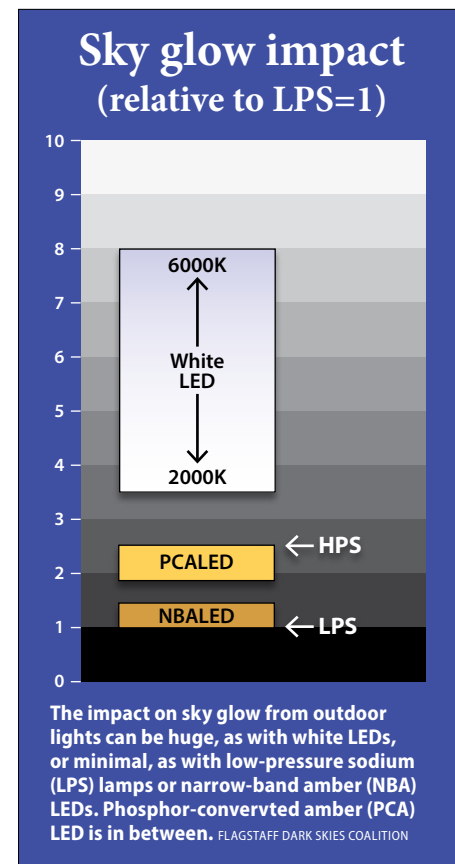 Sky glow impact
(relative to LPS=1)
10
9
8
7
6
5
4
3
2
1
0
6000K
White
LED
2000K
HPS
PCALED
NBALED
LPS
The impact on sky glow from outdoor
lights can be huge, as with white LEDs,
or minimal, as with low-pressure sodium
(LPS) lamps or narrow-band amber (NBA)
LEDs. Phosphor-convervted amber (PCA)
LED is in between. FLAGSTAFF DARK SKIES COALITION